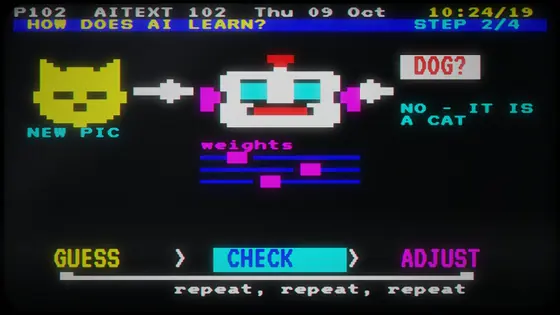 P102 AITEXT 102 Thu 09 Oct 10:24/19
HOW DOES AI LEARN? STEP 2/4
DOG?
NO - IT IS
A CAT
NEW PIC
weights
GUESS > CHECK > ADJUST
repeat, repeat, repeat